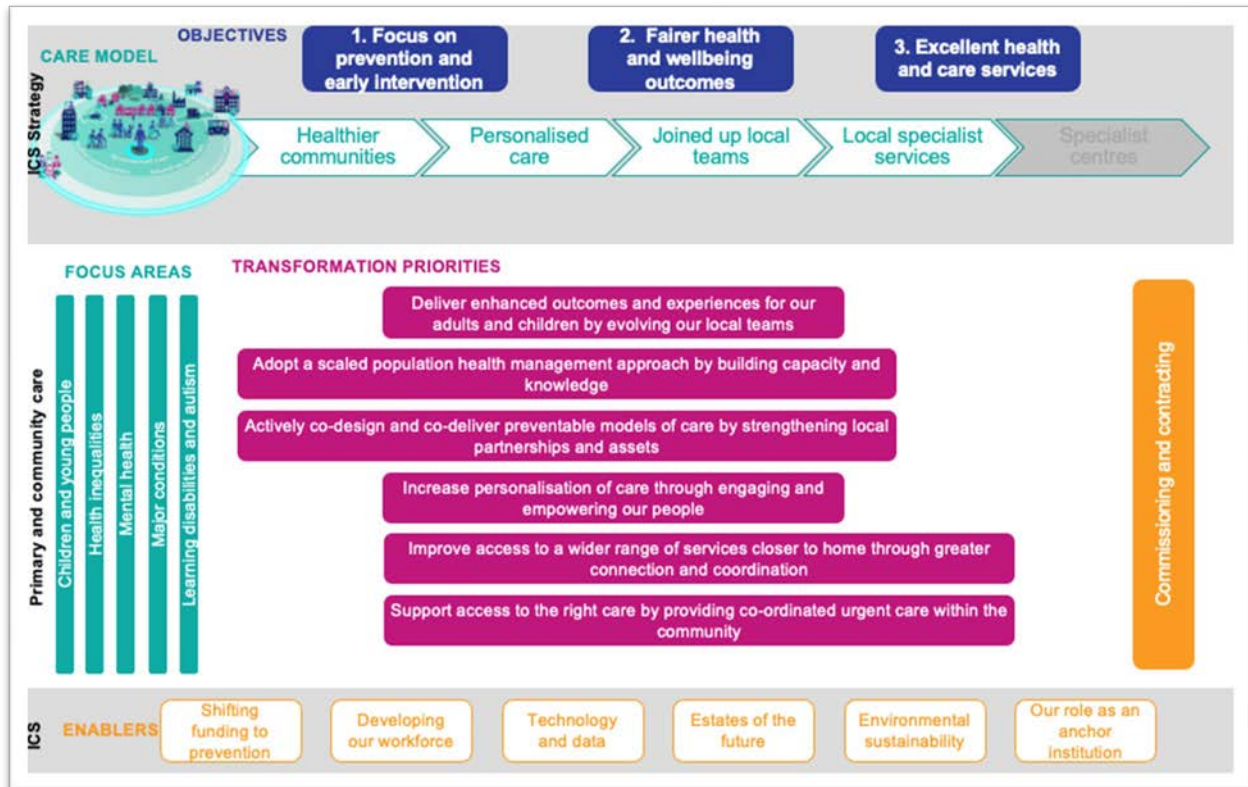 OBJECTIVES
CARE MODEL
ICS Strategy
1. Focus on
prevention and
early intervention
2. Fairer health
and wellbeing
outcomes
3. Excellent health
and care services
Healthier
communities
Personalised
care
Joined up local
teams
Local specialist
services
Specialist
centres
Primary and community care
FOCUS AREAS
Children and young people
Health inequalities
Mental health
Major conditions
Learning disabilities and autism
TRANSFORMATION PRIORITIES
Deliver enhanced outcomes and experiences for our
adults and children by evolving our local teams
Adopt a scaled population health management approach by building capacity and
knowledge
Actively co-design and co-deliver preventable models of care by strengthening local
partnerships and assets
Increase personalisation of care through engaging and
empowering our people
Improve access to a wider range of services closer to home through greater
connection and coordination
Support access to the right care by providing co-ordinated urgent care within the
community
Commissioning and contracting
ICS
ENABLERS
Shifting
funding to
prevention
Developing
our workforce
Technology
and data
Estates of the
future
Environmental
sustainability
Our role as an
anchor
institution